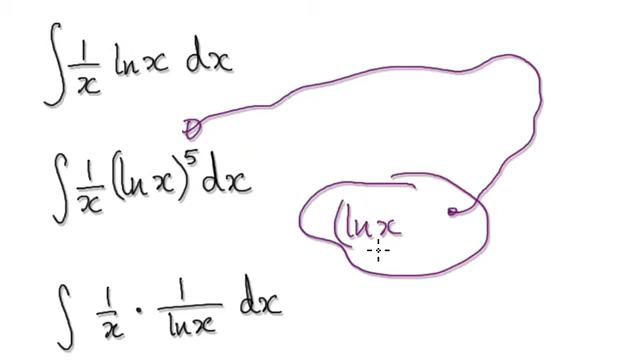 ∫ 1/x ln x dx
∫ 1/x (ln x)^5 dx
(ln x
∫ 1/x · 1/ln x dx